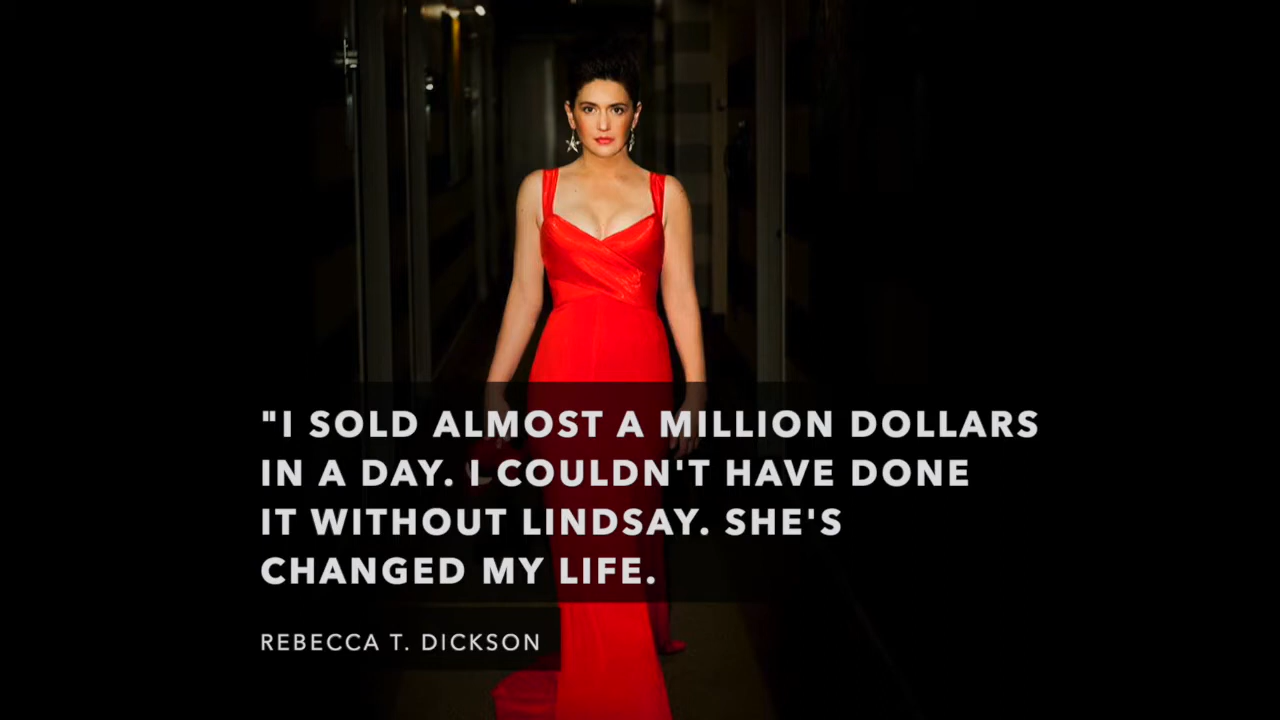 "I SOLD ALMOST A MILLION DOLLARS
IN A DAY. I COULDN'T HAVE DONE
IT WITHOUT LINDSAY. SHE'S
CHANGED MY LIFE.
REBECCA T. DICKSON